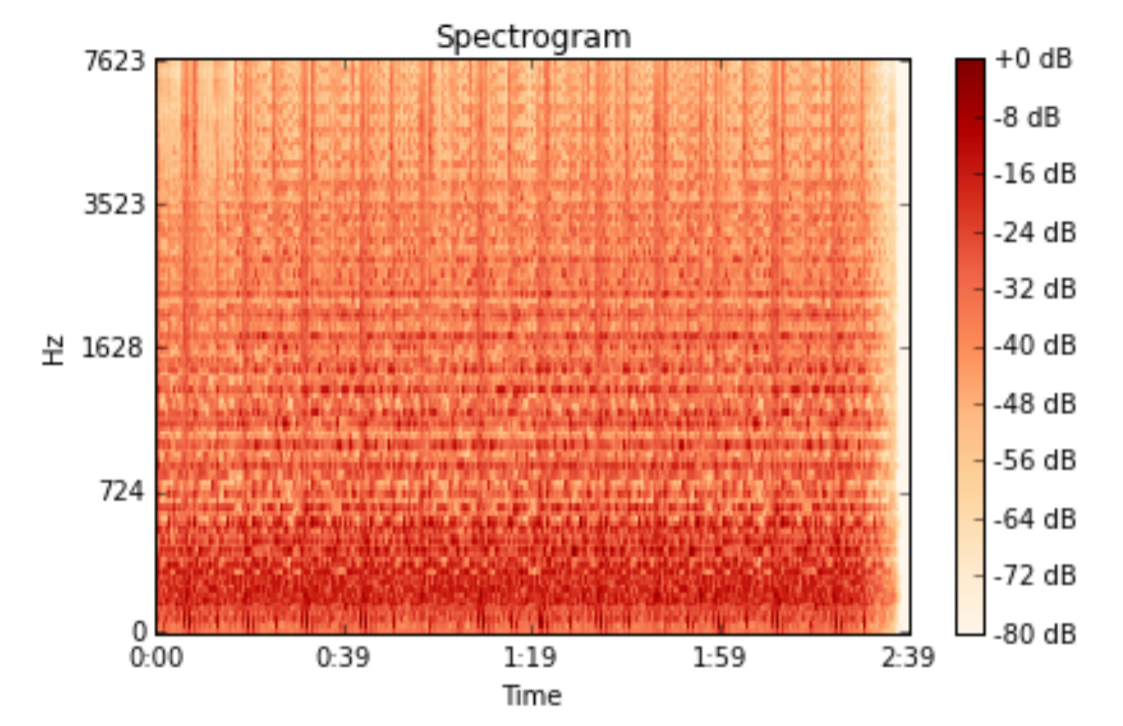 Spectrogram
7623
3523
1628
724
0
Hz
0:00 0:39 1:19 1:59 2:39
Time
+0 dB
-8 dB
-16 dB
-24 dB
-32 dB
-40 dB
-48 dB
-56 dB
-64 dB
-72 dB
-80 dB